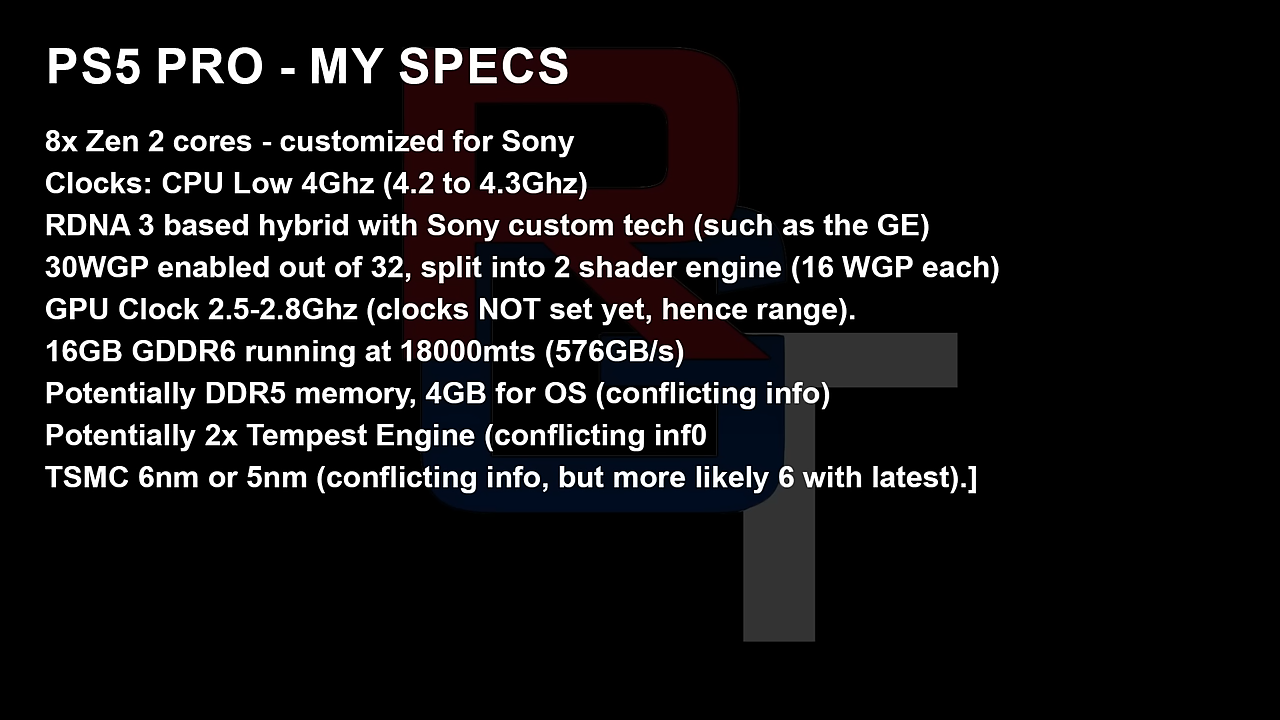 PS5 PRO - MY SPECS
8x Zen 2 cores - customized for Sony
Clocks: CPU Low 4Ghz (4.2 to 4.3Ghz)
RDNA 3 based hybrid with Sony custom tech (such as the GE)
30WGP enabled out of 32, split into 2 shader engine (16 WGP each)
GPU Clock 2.5-2.8Ghz (clocks NOT set yet, hence range).
16GB GDDR6 running at 18000mts (576GB/s)
Potentially DDR5 memory, 4GB for OS (conflicting info)
Potentially 2x Tempest Engine (conflicting inf0
TSMC 6nm or 5nm (conflicting info, but more likely 6 with latest).]
RGT